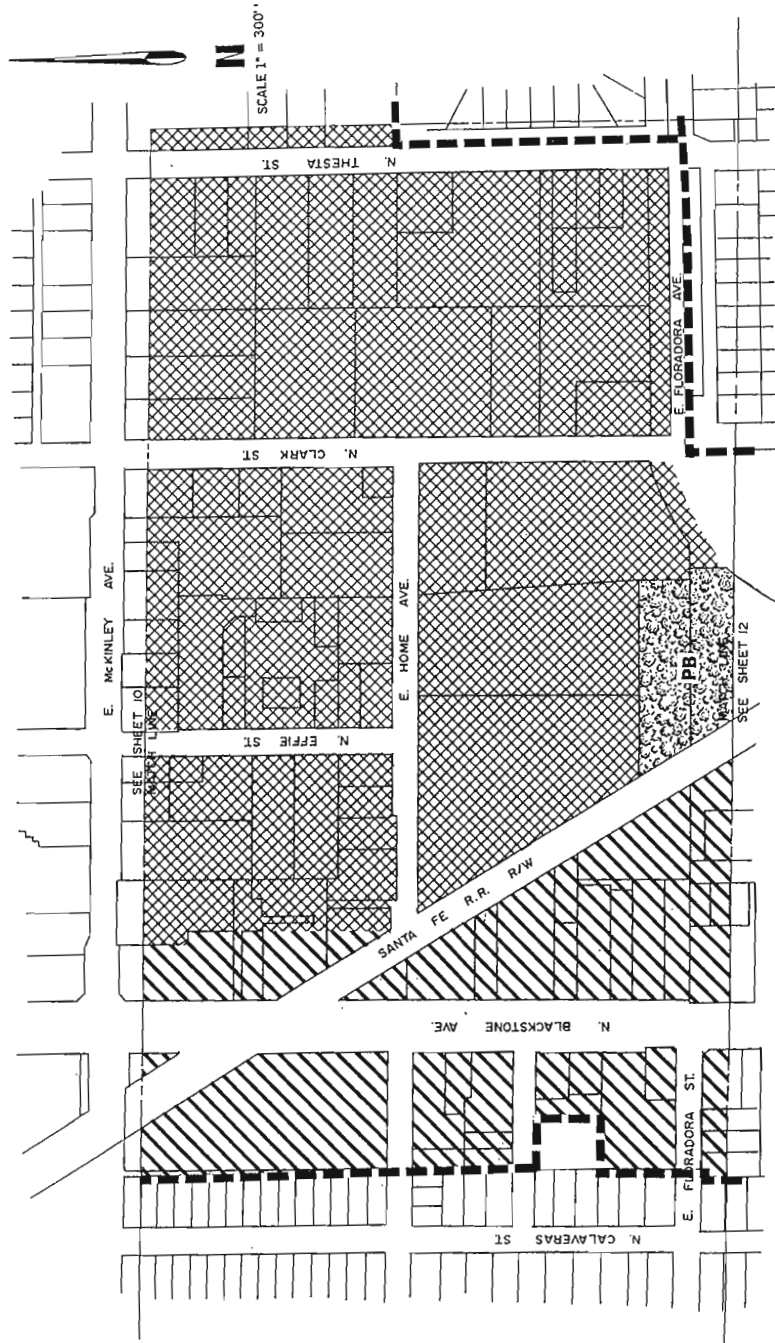 N
SCALE 1" = 300'
N. THESTA ST.
E. FLORADORA AVE.
N. CLARK ST.
E. McKINLEY AVE.
E. HOME AVE.
SEE SHEET 10
MATCH LINE
N. EFFIE ST.
PB
MATCH LINE
SEE SHEET 12
SANTA FE R.R. R/W
N. BLACKSTONE AVE.
E. FLORADORA ST.
N. CALAVERAS ST.